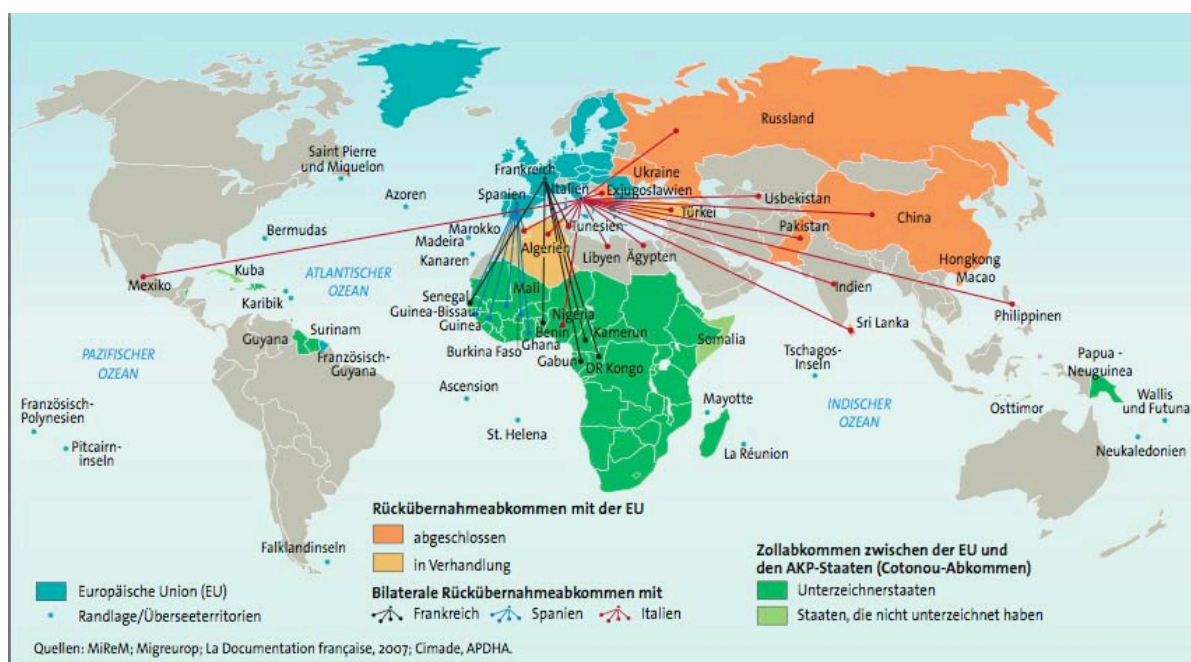 Russland
Saint Pierre
und Miquelon
Frankreich
Ukraine
Azoren
Spanien
Italien
Exjugoslawien
Usbekistan
Türkei
China
Bermudas
Marokko
Tunesien
Pakistan
Madeira
Algerien
Libyen
Ägypten
Kanaren
Hongkong
Macao
Kuba
ATLANTISCHER
OZEAN
Mexiko
Mali
Indien
Karibik
Senegal
Guinea-Bissau
Nigeria
Philippinen
Guinea
Benin
Kamerun
Sri Lanka
Surinam
Guyana
Ghana
Somalia
Burkina Faso
Gabun
DR Kongo
Tschagos-
Inseln
Papua -
Neuguinea
PAZIFISCHER
OZEAN
Französisch-
Guyana
Ascension
Mayotte
INDISCHER
OZEAN
Osttimor
Wallis
und Futuna
Französisch-
Polynesien
St. Helena
La Réunion
Neukaledonien
Pitcairn-
inseln
Falklandinseln
Rückübernahmeabkommen mit der EU
abgeschlossen
in Verhandlung
Bilaterale Rückübernahmeabkommen mit
Frankreich
Spanien
Italien
Zollabkommen zwischen der EU und
den AKP-Staaten (Cotonou-Abkommen)
Unterzeichnerstaaten
Staaten, die nicht unterzeichnet haben
Europäische Union (EU)
Randlage/Überseeterritorien
Quellen: MiReM; Migreurop; La Documentation française, 2007; Cimade, APDHA.